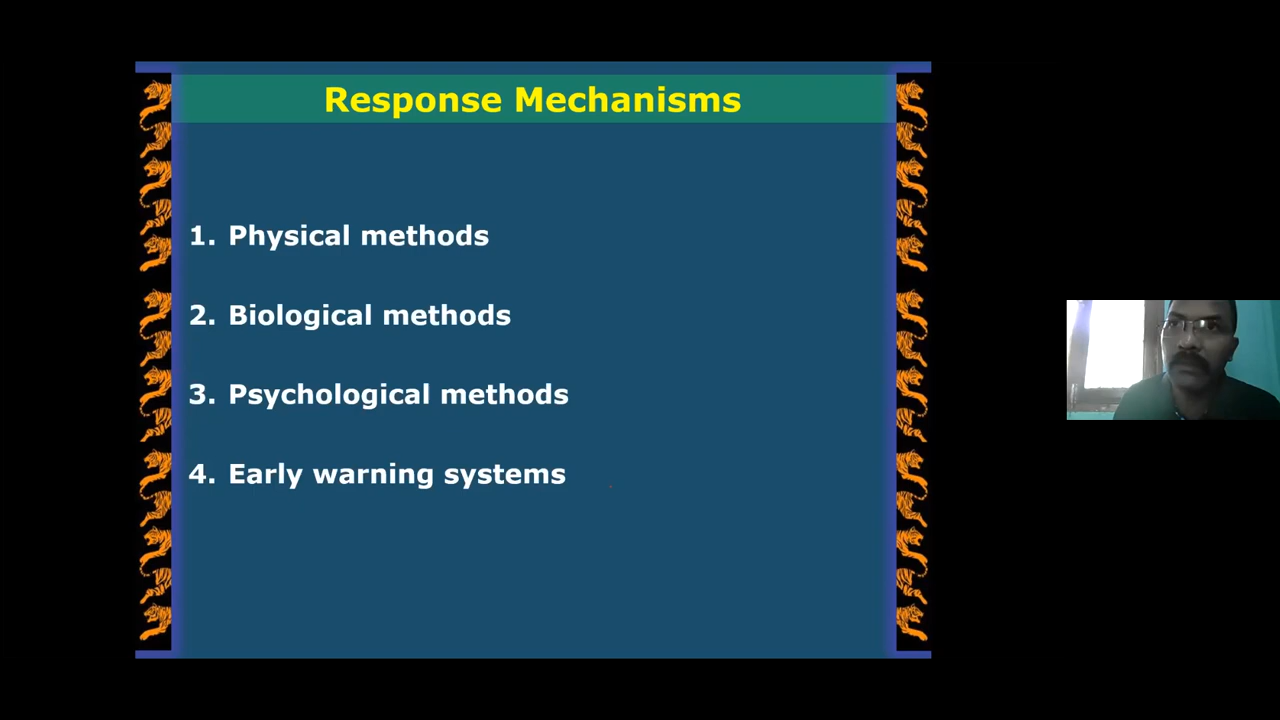 Response Mechanisms
1. Physical methods
2. Biological methods
3. Psychological methods
4. Early warning systems